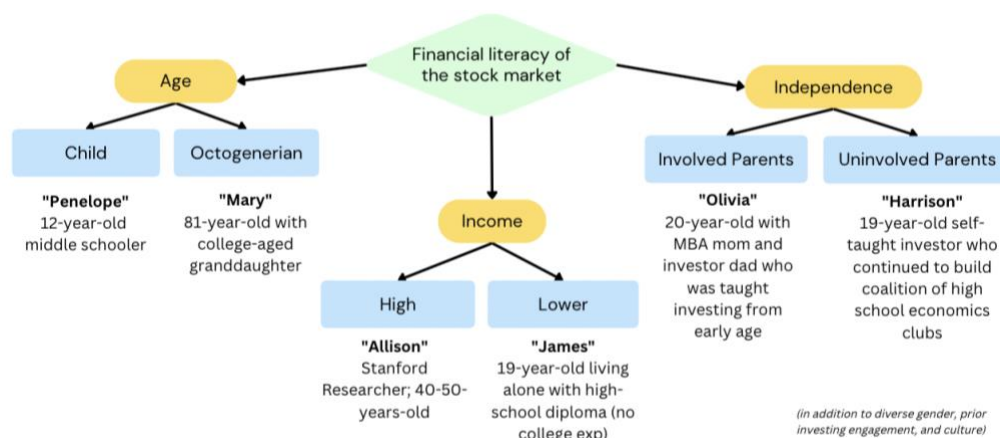 Financial literacy of
the stock market
Age
Child
"Penelope"
12-year-old
middle schooler
Octogenerian
"Mary"
81-year-old with
college-aged
granddaughter
Income
High
"Allison"
Stanford
Researcher; 40-50-
years-old
Lower
"James"
19-year-old living
alone with high-
school diploma (no
college exp)
Independence
Involved Parents
"Olivia"
20-year-old with
MBA mom and
investor dad who
was taught
investing from
early age
Uninvolved Parents
"Harrison"
19-year-old self-
taught investor who
continued to build
coalition of high
school economics
clubs
(in addition to diverse gender, prior
investing engagement, and culture)